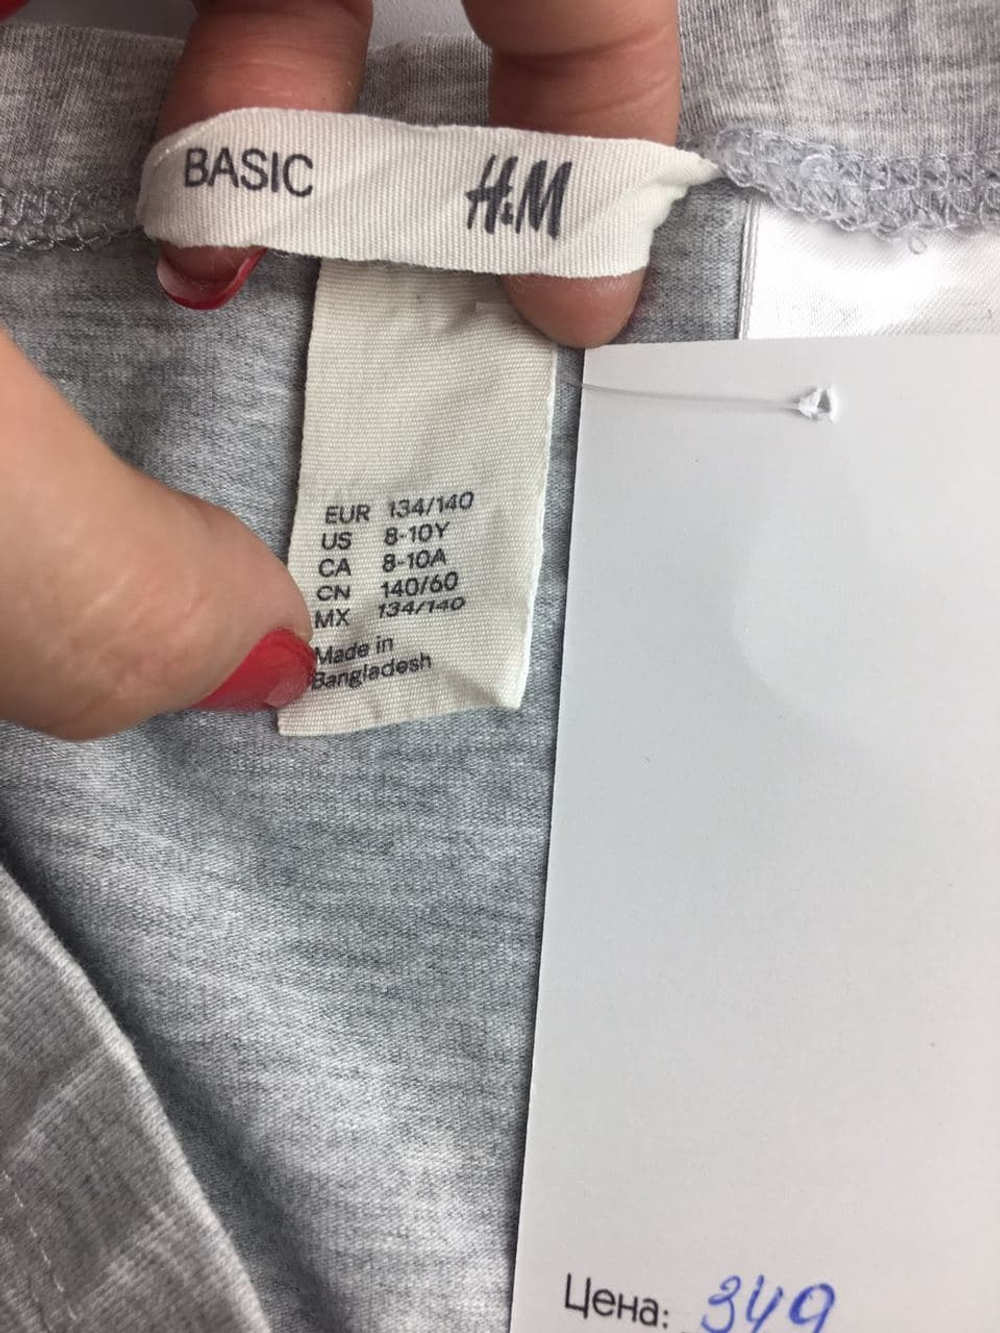 BASIC H&M
EUR 134/140
US 8-10Y
CA 8-10A
CN 140/60
MX 134/140
Made in
Bangladesh
Цена: 349